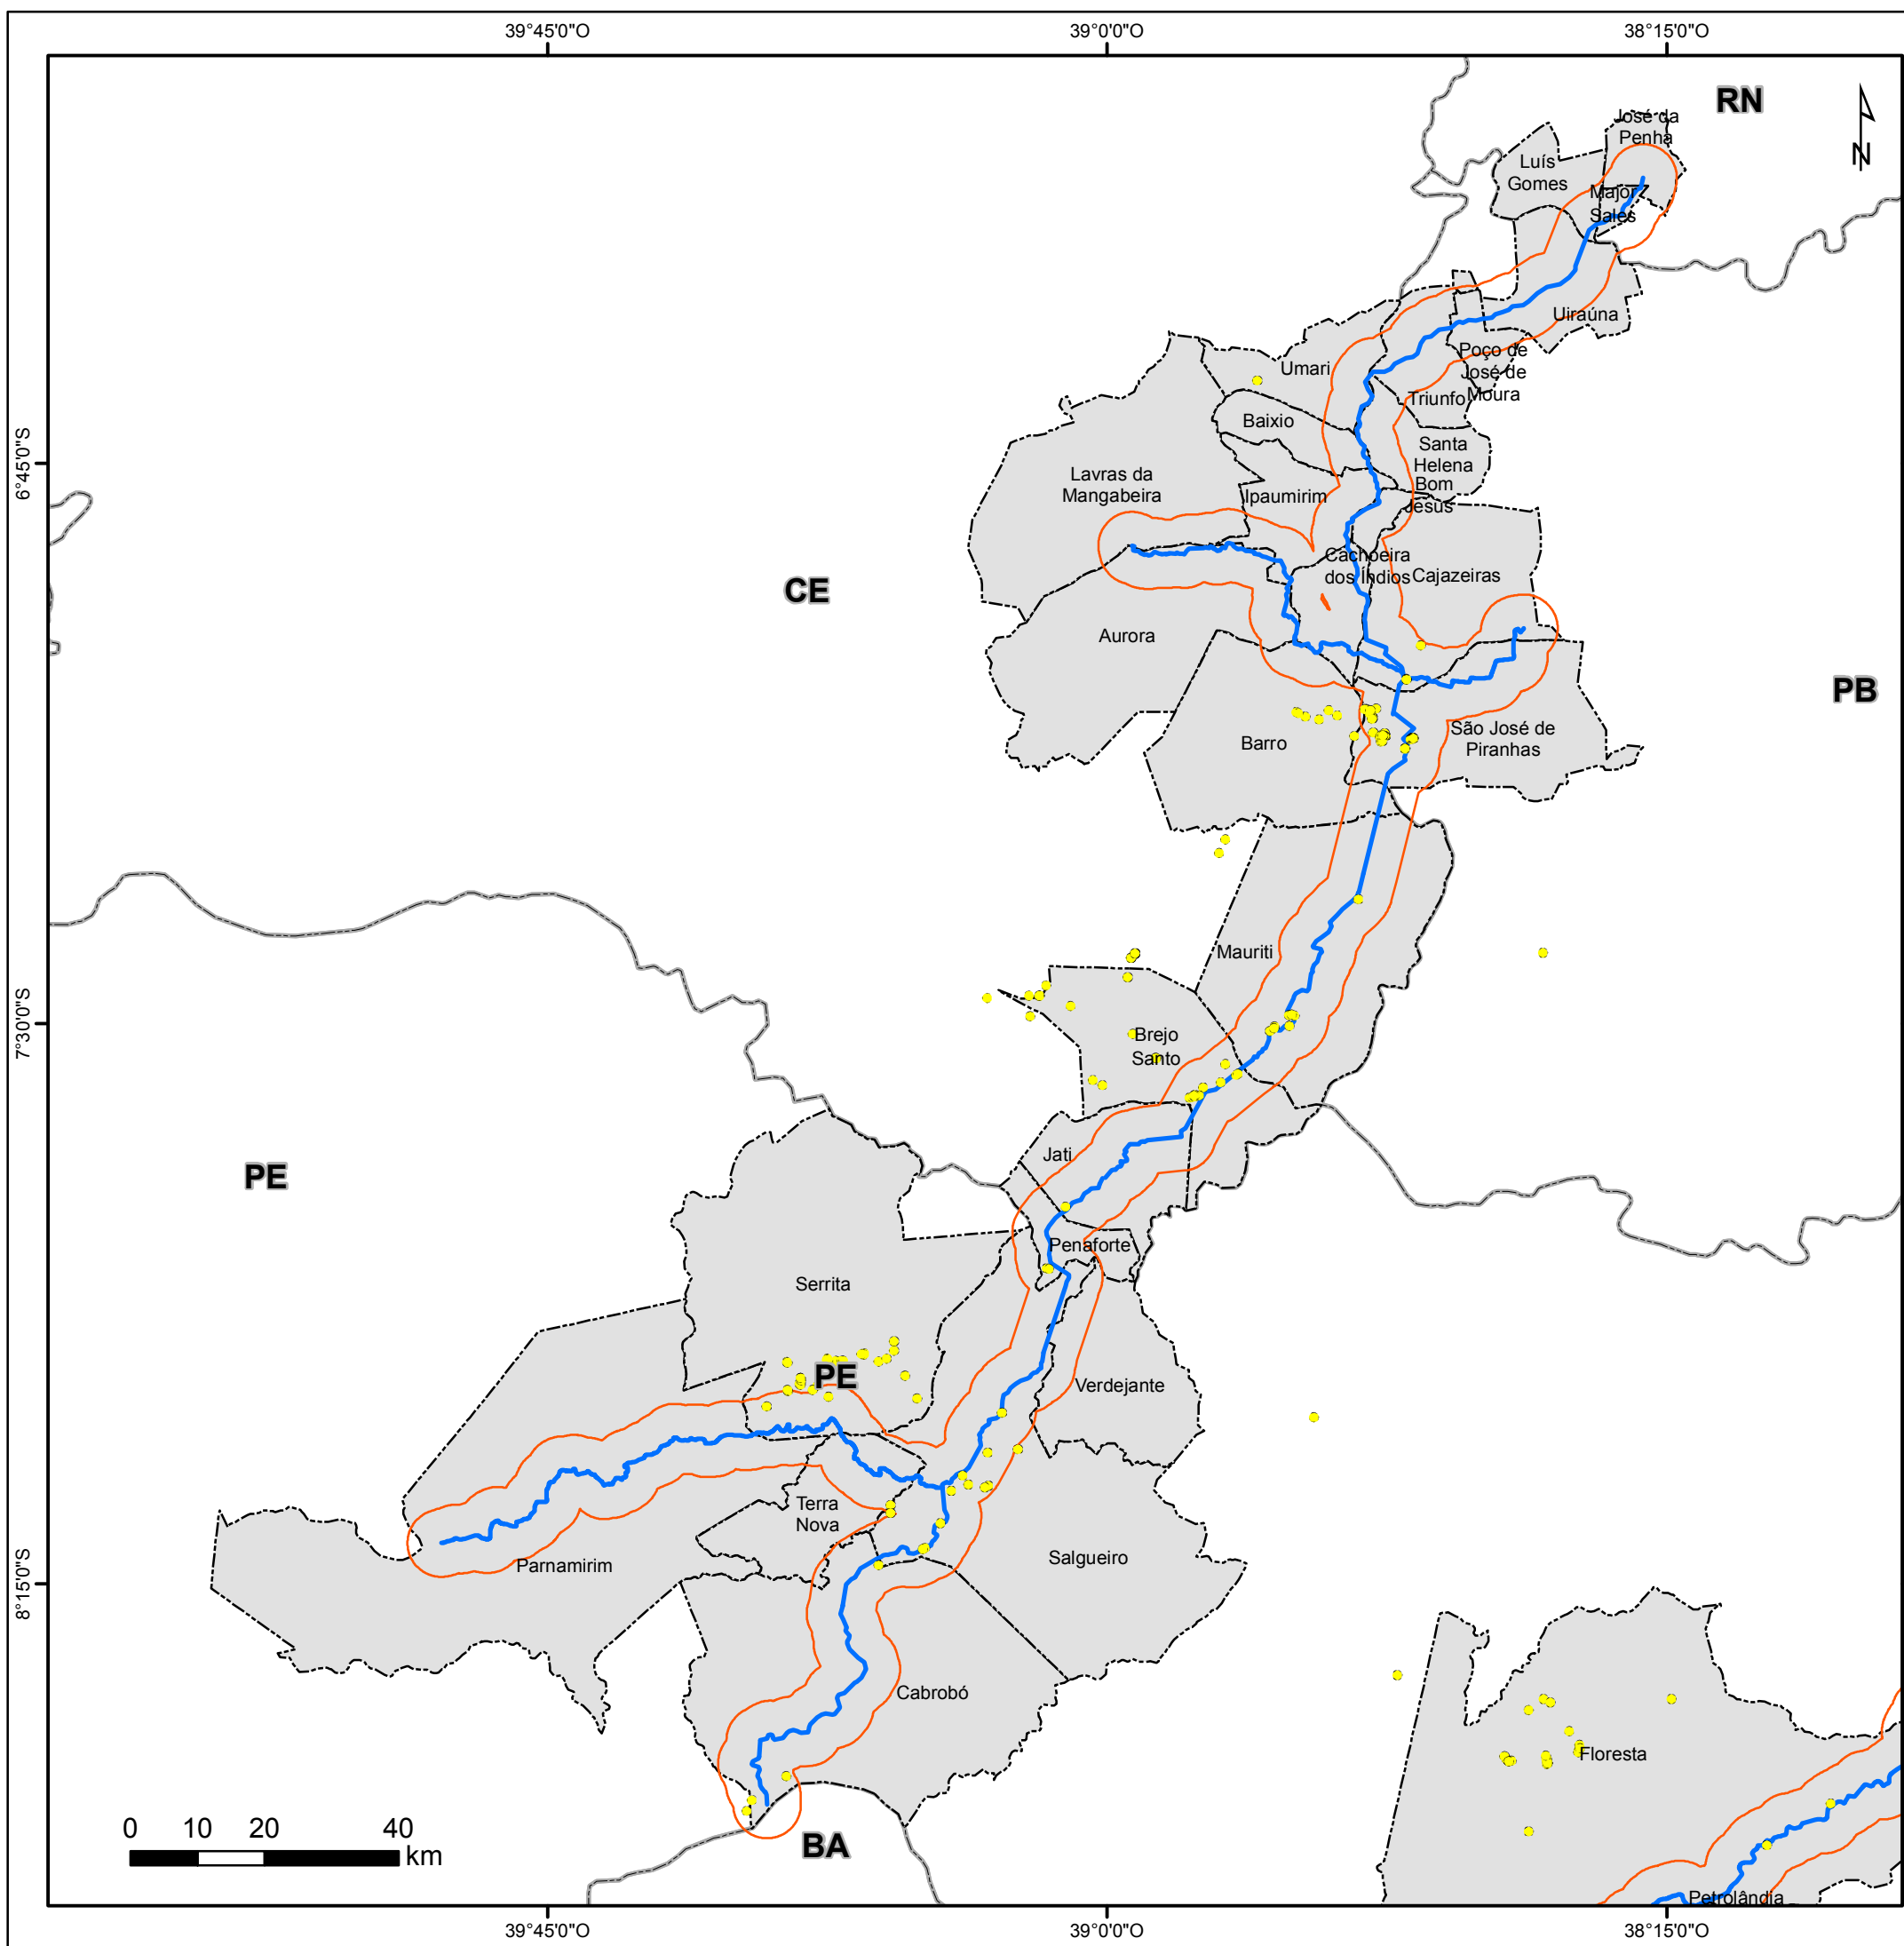 39°45'0"O
39°0'0"O
38°15'0"O
RN
José da
Penha
N
Luís
Gomes
Major
Sales
Uiraúna
Umari
Poço de
José de
Moura
Triunfo
Baixio
6°45'0"S
Santa
Helena
Lavras da
Mangabeira
Ipaumirim
Bom
Jesus
CE
Cachoeira
dos Índios
Cajazeiras
Aurora
PB
Barro
São José de
Piranhas
Mauriti
7°30'0"S
Brejo
Santo
Jati
PE
Penaforte
Serrita
PE
Verdejante
Terra
Nova
Salgueiro
Parnamirim
8°15'0"S
Cabrobó
Floresta
0 10 20 40
km
BA
Petrolândia
39°45'0"O
39°0'0"O
38°15'0"O